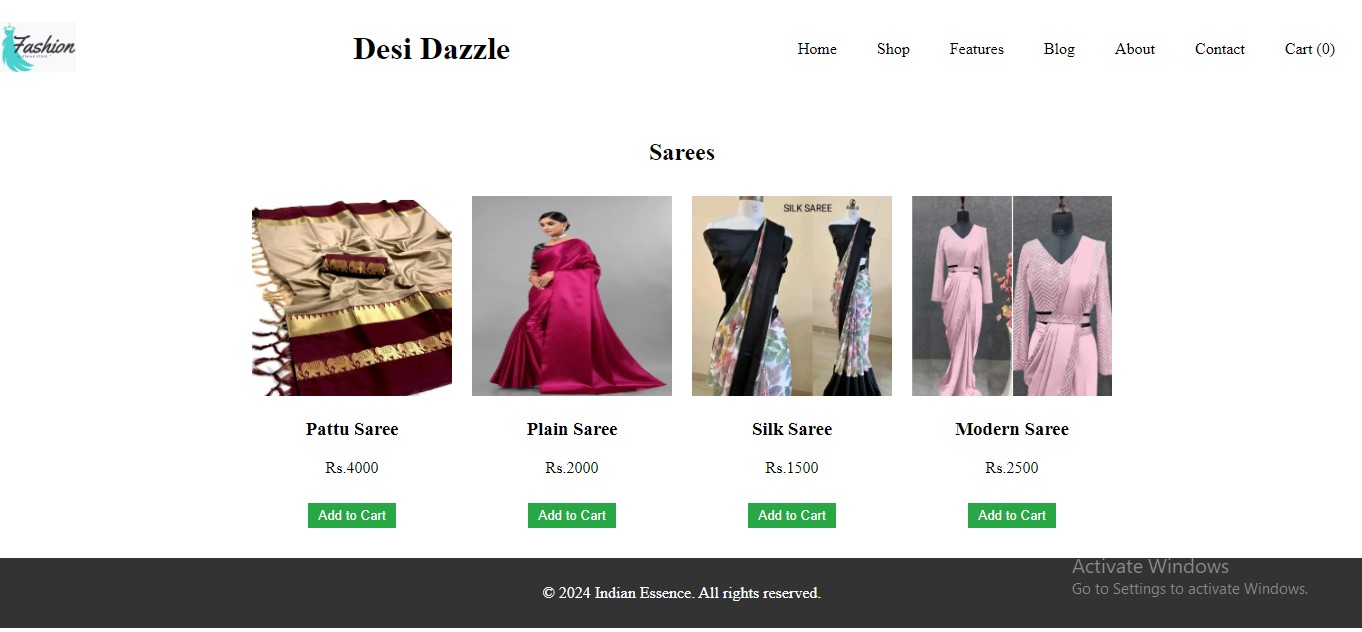 Fashion
Desi Dazzle
Home Shop Features Blog About Contact Cart (0)
Sarees
SILK SAREE
Pattu Saree Plain Saree Silk Saree Modern Saree
Rs.4000 Rs.2000 Rs.1500 Rs.2500
Add to Cart Add to Cart Add to Cart Add to Cart
Activate Windows
Go to Settings to activate Windows.
© 2024 Indian Essence. All rights reserved.